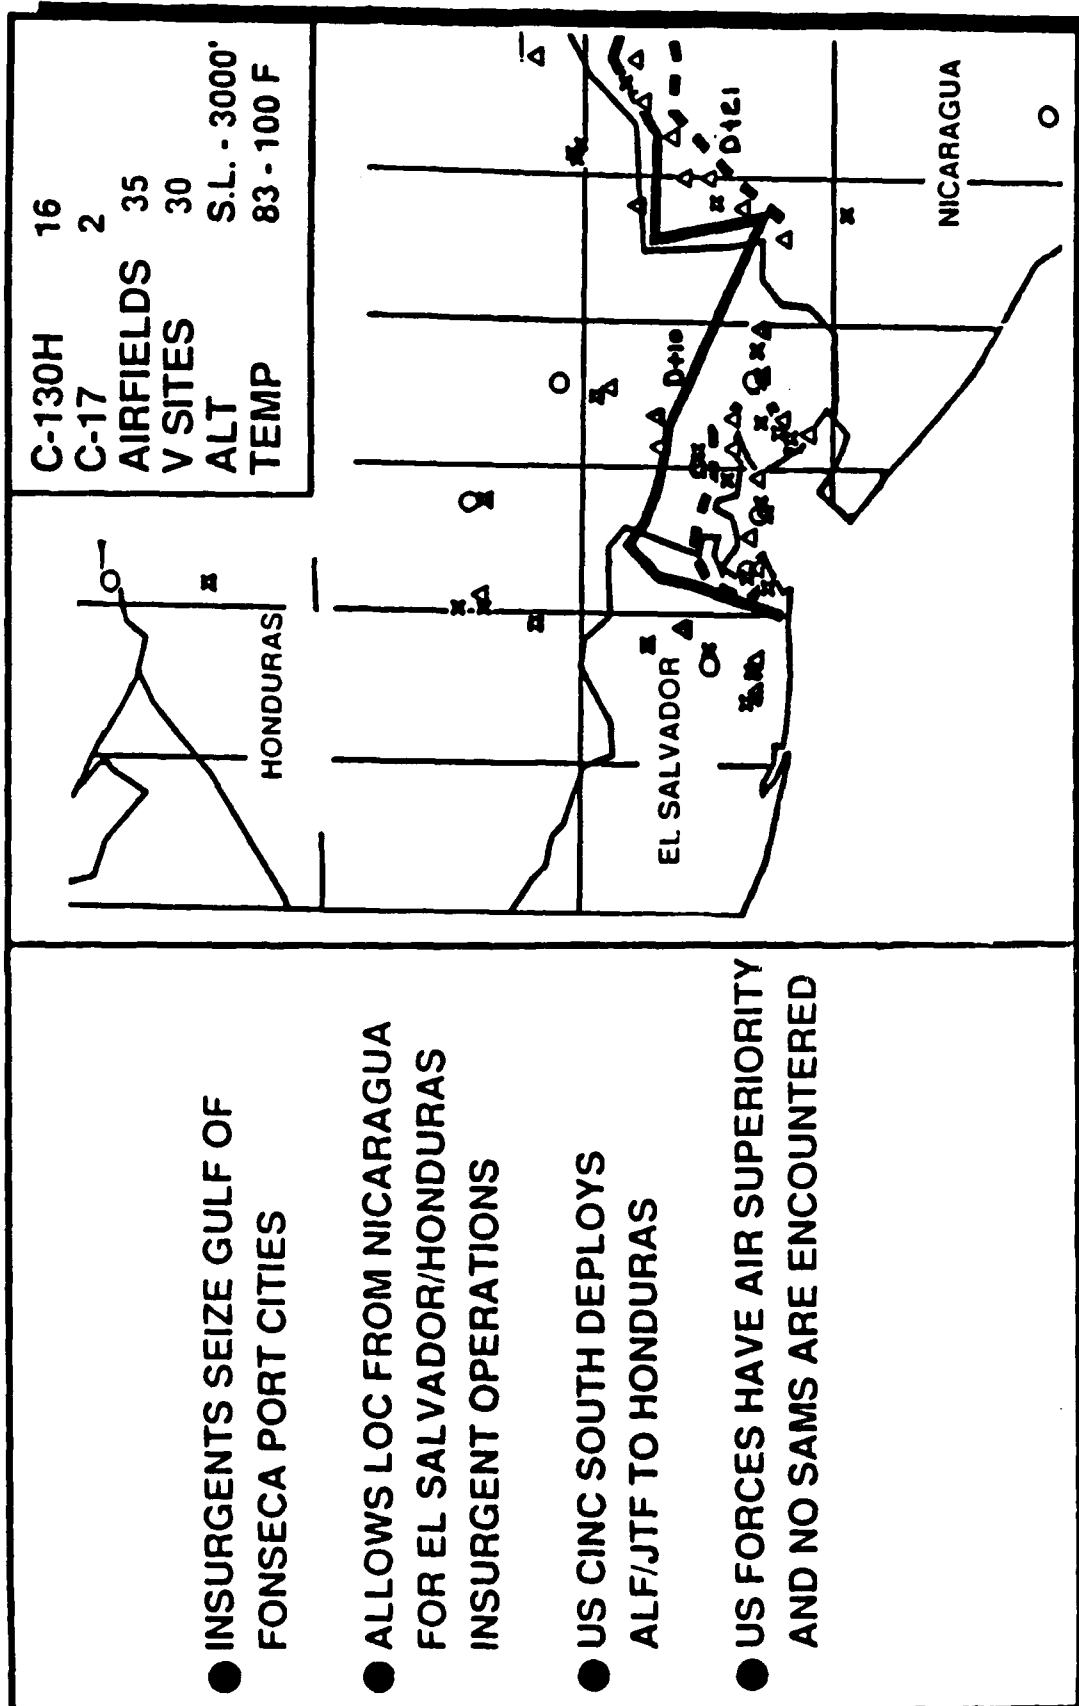 ● INSURGENTS SEIZE GULF OF
FONSECA PORT CITIES
● ALLOWS LOC FROM NICARAGUA
FOR EL SALVADOR/HONDURAS
INSURGENT OPERATIONS
● US CINC SOUTH DEPLOYS
ALF/JTF TO HONDURAS
● US FORCES HAVE AIR SUPERIORITY
AND NO SAMS ARE ENCOUNTERED
C-130H 16
C-17 2
AIRFIELDS 35
V SITES 30
ALT S.L. - 3000'
TEMP 83 - 100 F
HONDURAS
EL SALVADOR
D+10
D+21
NICARAGUA